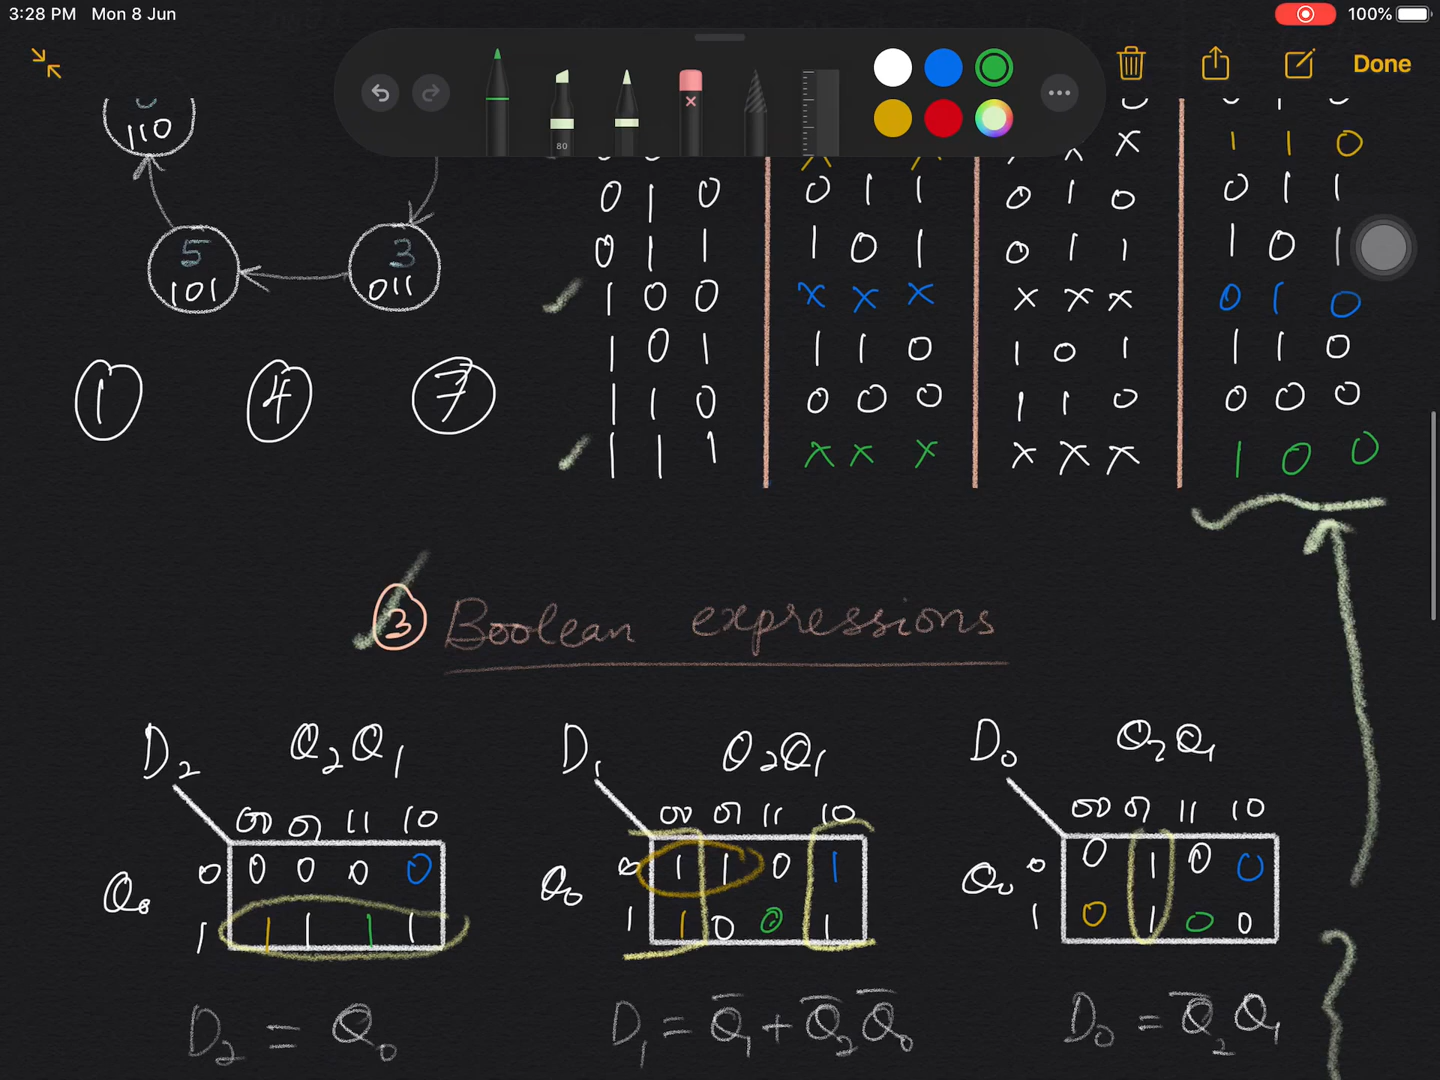 3:28 PM Mon 8 Jun 100%
Done
80
110
x 1 1 0
0 1 0 0 1 1 0 1 0 0 1 1
0 1 1 1 0 1 0 1 1 1 0 1
1 0 0 x x x x x x 0 1 0
1 0 1 1 1 0 1 0 1 1 1 0
1 1 0 0 0 0 1 1 0 0 0 0
1 1 1 x x x x x x 1 0 0
5 3
101 011
1 4 7
3 Boolean expressions
D2 Q2Q1 D1 Q2Q1 D0 Q2Q1
00 01 11 10 00 01 11 10 00 01 11 10
0 0 0 0 0 0 1 1 0 1 0 0 1 0 0
Q0 Q0 Q0
1 1 1 1 1 1 1 0 0 1 1 0 1 0 0
D2 = Q0 D1 = Q̅1 + Q̅2 Q̅0 D0 = Q̅2 Q1